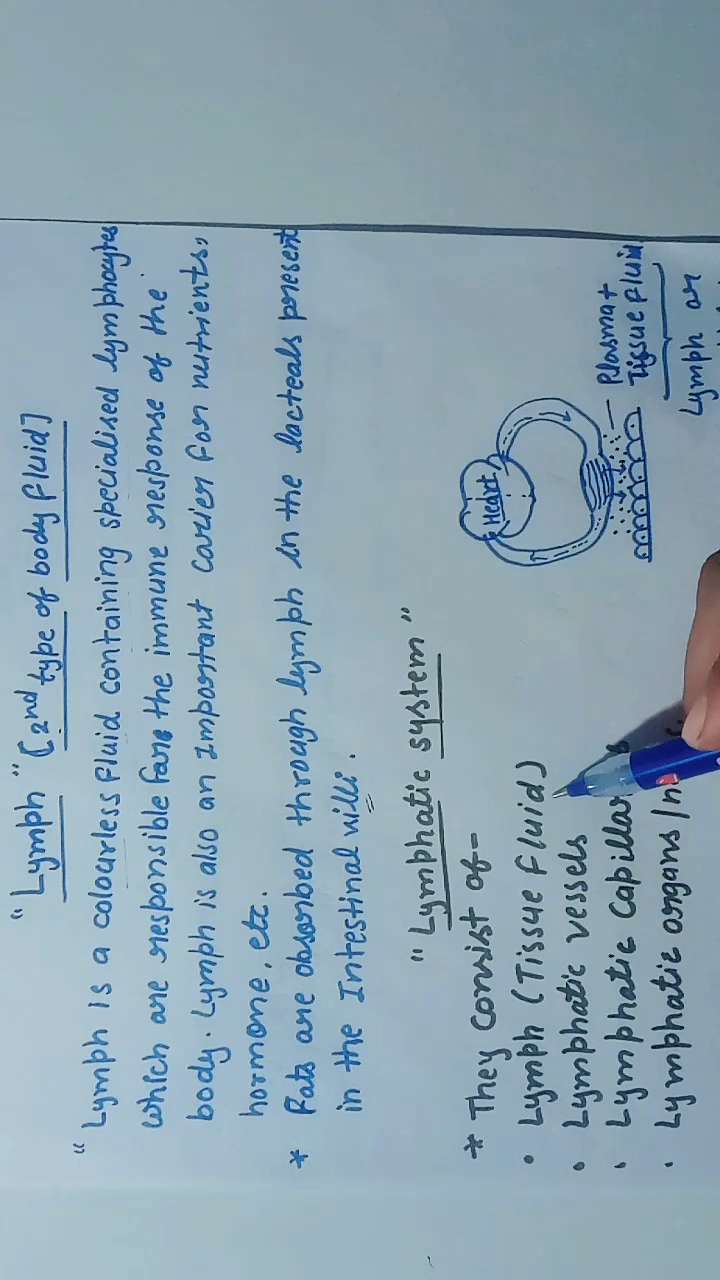 "Lymph" (2nd type of body fluid]
"Lymph is a colourless fluid containing specialised lymphocytes
which are responsible for the immune response of the
body. Lymph is also an important carier for nutrients,
hormone, etc.
* Fats are absorbed through lymph in the lacteals present
in the Intestinal villi.
"Lymphatic system"
* They consist of-
• Lymph (Tissue fluid)
• Lymphatic vessels
• Lymphatic
• Lymphatic organs
Heart
Plasma+
Tissue fluid
Lymph or